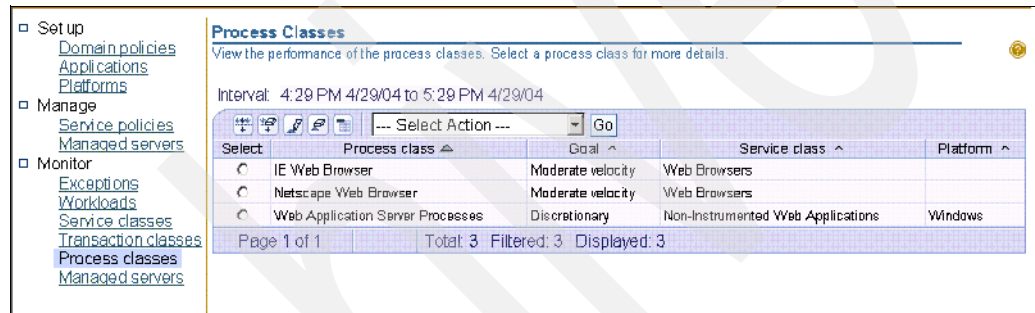 Set up
Domain policies
Applications
Platforms
Manage
Service policies
Managed servers
Monitor
Exceptions
Workloads
Service classes
Transaction classes
Process classes
Managed servers
Process Classes
View the performance of the process classes. Select a process class for more details.
Interval: 4:29 PM 4/29/04 to 5:29 PM 4/29/04
--- Select Action --- Go
Select Process class Goal Service class Platform
IE Web Browser Moderate velocity Web Browsers
Netscape Web Browser Moderate velocity Web Browsers
Web Application Server Processes Discretionary Non-Instrumented Web Applications Windows
Page 1 of 1 Total: 3 Filtered: 3 Displayed: 3